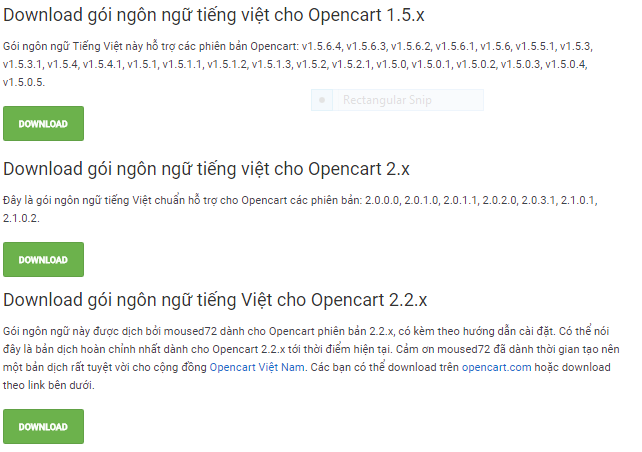 Download gói ngôn ngữ tiếng việt cho Opencart 1.5.x
Gói ngôn ngữ Tiếng Việt này hỗ trợ các phiên bản Opencart: v1.5.6.4, v1.5.6.3, v1.5.6.2, v1.5.6.1, v1.5.6, v1.5.5.1, v1.5.3,
v1.5.3.1, v1.5.4, v1.5.4.1, v1.5.1, v1.5.1.1, v1.5.1.2, v1.5.1.3, v1.5.2, v1.5.2.1, v1.5.0, v1.5.0.1, v1.5.0.2, v1.5.0.3, v1.5.0.4,
v1.5.0.5.
Rectangular Snip
DOWNLOAD
Download gói ngôn ngữ tiếng việt cho Opencart 2.x
Đây là gói ngôn ngữ tiếng Việt chuẩn hỗ trợ cho Opencart các phiên bản: 2.0.0.0, 2.0.1.0, 2.0.1.1, 2.0.2.0, 2.0.3.1, 2.1.0.1,
2.1.0.2.
DOWNLOAD
Download gói ngôn ngữ tiếng Việt cho Opencart 2.2.x
Gói ngôn ngữ này được dịch bởi moused72 dành cho Opencart phiên bản 2.2.x, có kèm theo hướng dẫn cài đặt. Có thể nói
đây là bản dịch hoàn chỉnh nhất dành cho Opencart 2.2.x tới thời điểm hiện tại. Cảm ơn moused72 đã dành thời gian tạo nên
một bản dịch rất tuyệt vời cho cộng đồng Opencart Việt Nam. Các bạn có thể download trên opencart.com hoặc download
theo link bên dưới.
DOWNLOAD